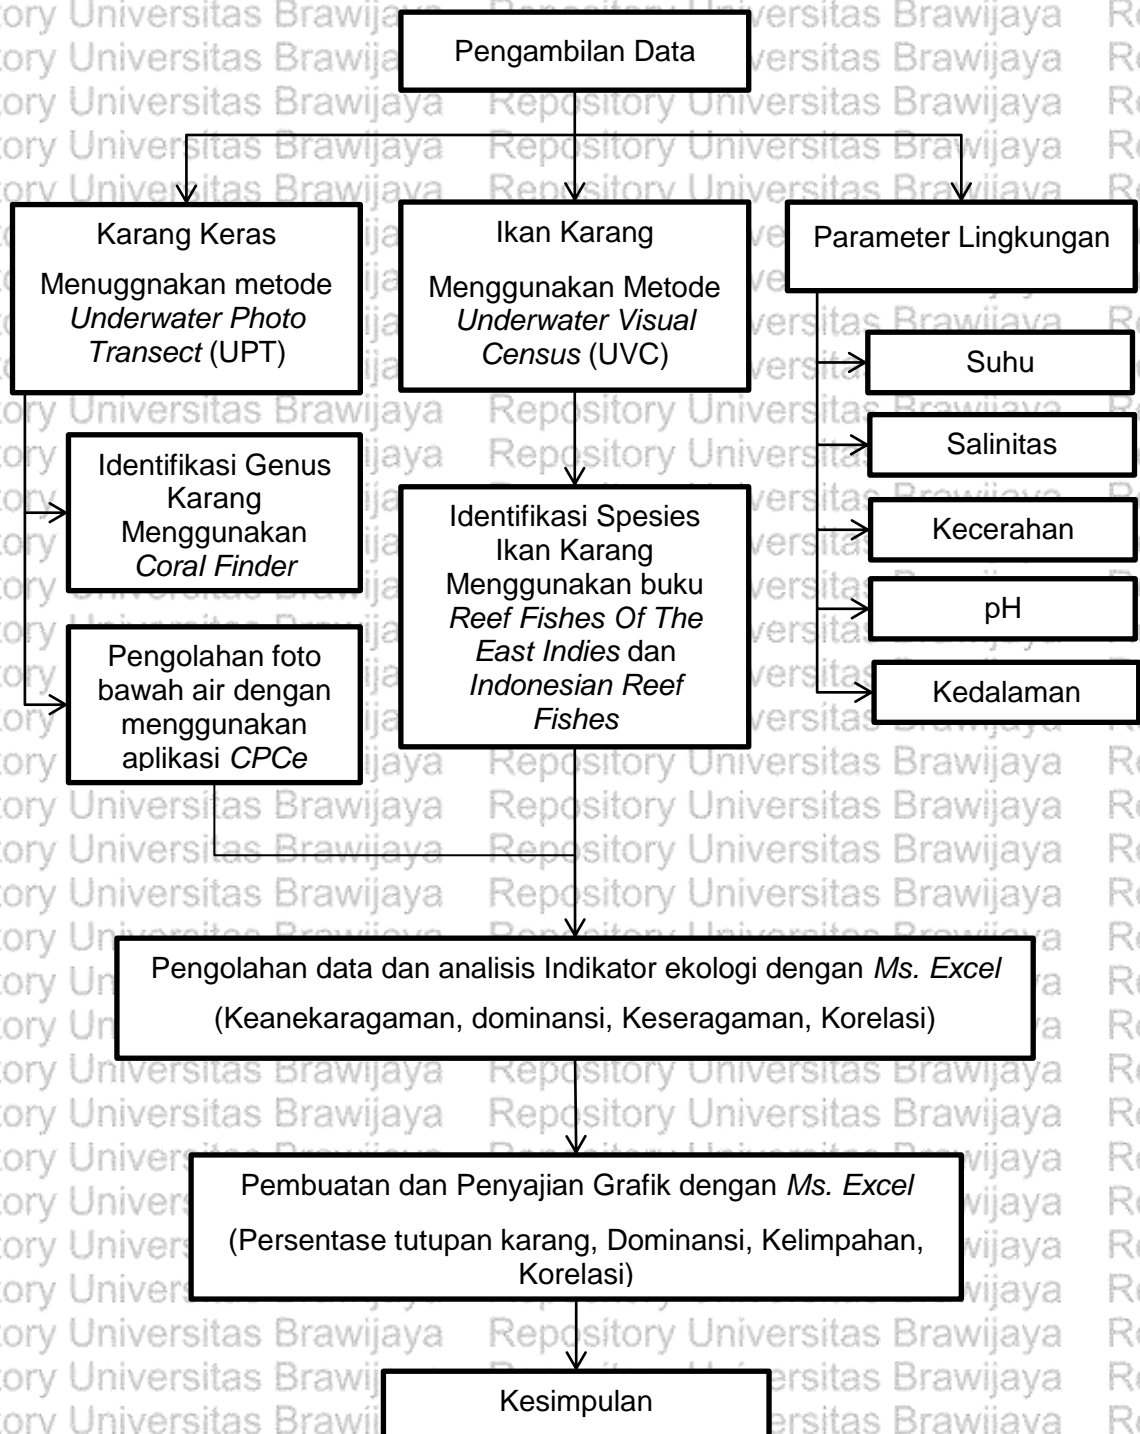 Pengambilan Data
Karang Keras
Menuggnakan metode
Underwater Photo
Transect (UPT)
Ikan Karang
Menggunakan Metode
Underwater Visual
Census (UVC)
Parameter Lingkungan
Suhu
Salinitas
Kecerahan
pH
Kedalaman
Identifikasi Genus
Karang
Menggunakan
Coral Finder
Pengolahan foto
bawah air dengan
menggunakan
aplikasi CPCe
Identifikasi Spesies
Ikan Karang
Menggunakan buku
Reef Fishes Of The
East Indies dan
Indonesian Reef
Fishes
Pengolahan data dan analisis Indikator ekologi dengan Ms. Excel
(Keanekaragaman, dominansi, Keseragaman, Korelasi)
Pembuatan dan Penyajian Grafik dengan Ms. Excel
(Persentase tutupan karang, Dominansi, Kelimpahan,
Korelasi)
Kesimpulan